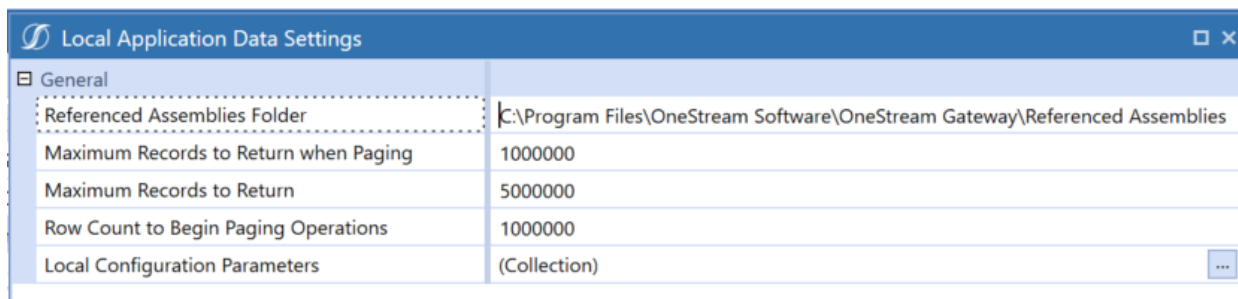 Local Application Data Settings
General
Referenced Assemblies Folder C:\Program Files\OneStream Software\OneStream Gateway\Referenced Assemblies
Maximum Records to Return when Paging 1000000
Maximum Records to Return 5000000
Row Count to Begin Paging Operations 1000000
Local Configuration Parameters (Collection) ...